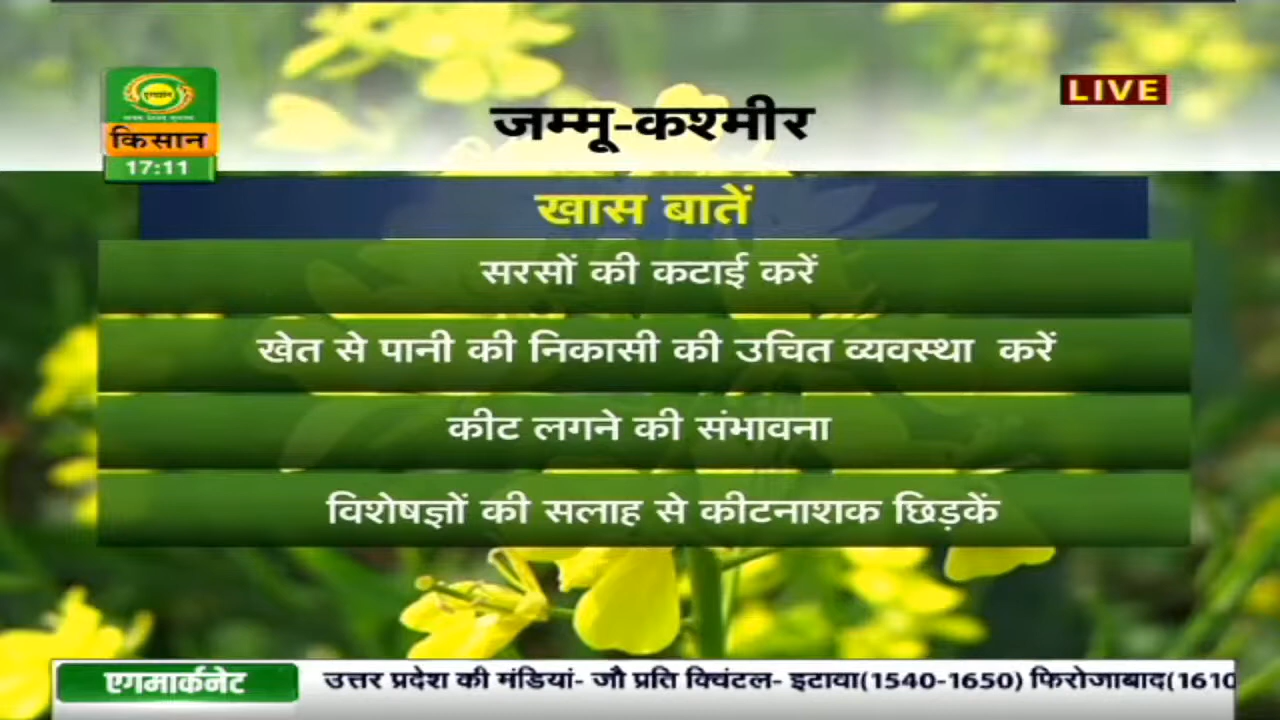 LIVE
जम्मू-कश्मीर
किसान
17:11
खास बातें
सरसों की कटाई करें
खेत से पानी की निकासी की उचित व्यवस्था करें
कीट लगने की संभावना
विशेषज्ञों की सलाह से कीटनाशक छिड़कें
एगमार्कनेट उत्तर प्रदेश की मंडियां- जौ प्रति क्विंटल- इटावा(1540-1650) फिरोजाबाद(1610